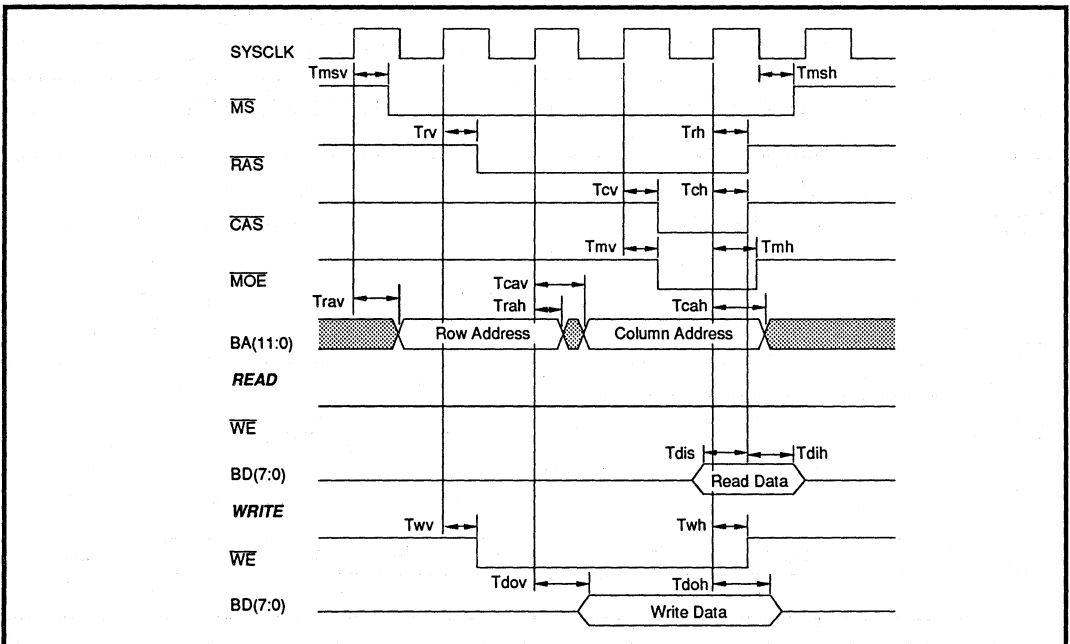 SYSCLK
Tmsv
Tmsh
MS
Trv
Trh
RAS
Tcv
Tch
CAS
Tmv
Tmh
MOE
Tcav
Trav
Trah
Tcah
BA(11:0)
Row Address
Column Address
READ
WE
Tdis
Tdih
BD(7:0)
Read Data
WRITE
Twv
Twh
WE
Tdov
Tdoh
BD(7:0)
Write Data